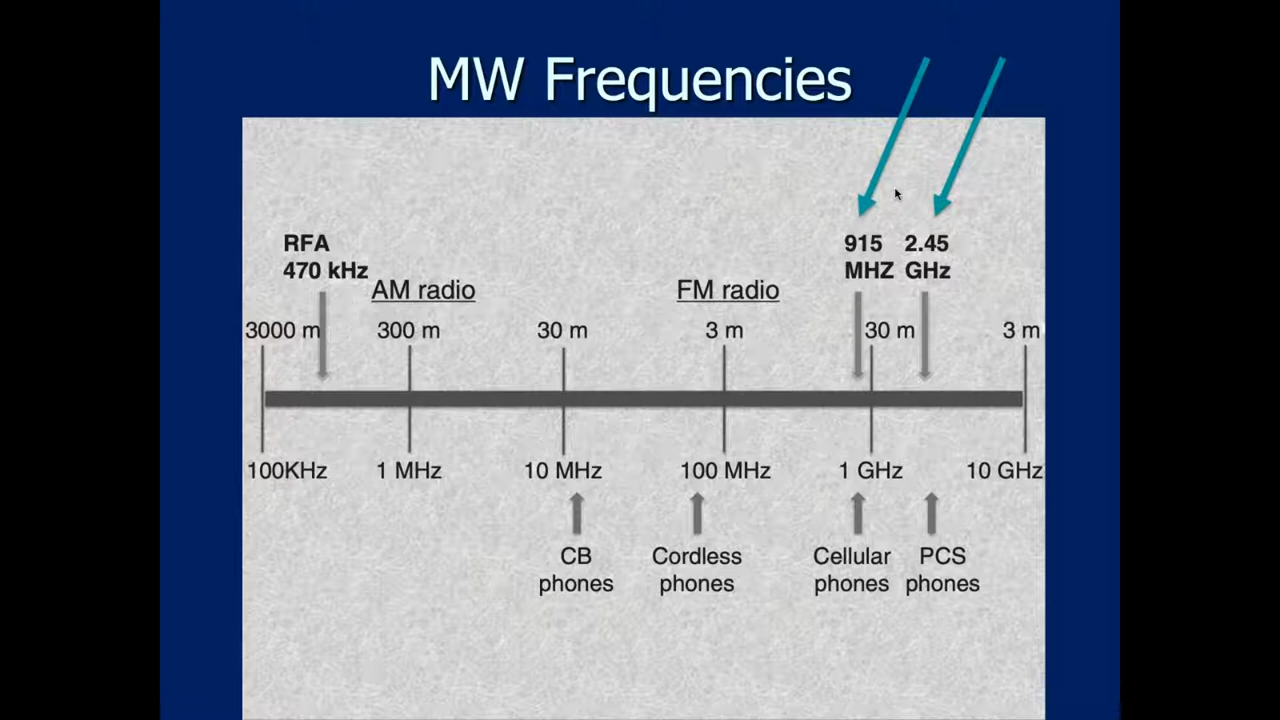 MW Frequencies
RFA
470 kHz
915
MHZ
2.45
GHz
AM radio
FM radio
3000 m
300 m
30 m
3 m
30 m
3 m
100KHz
1 MHz
10 MHz
100 MHz
1 GHz
10 GHz
CB
phones
Cordless
phones
Cellular
phones
PCS
phones